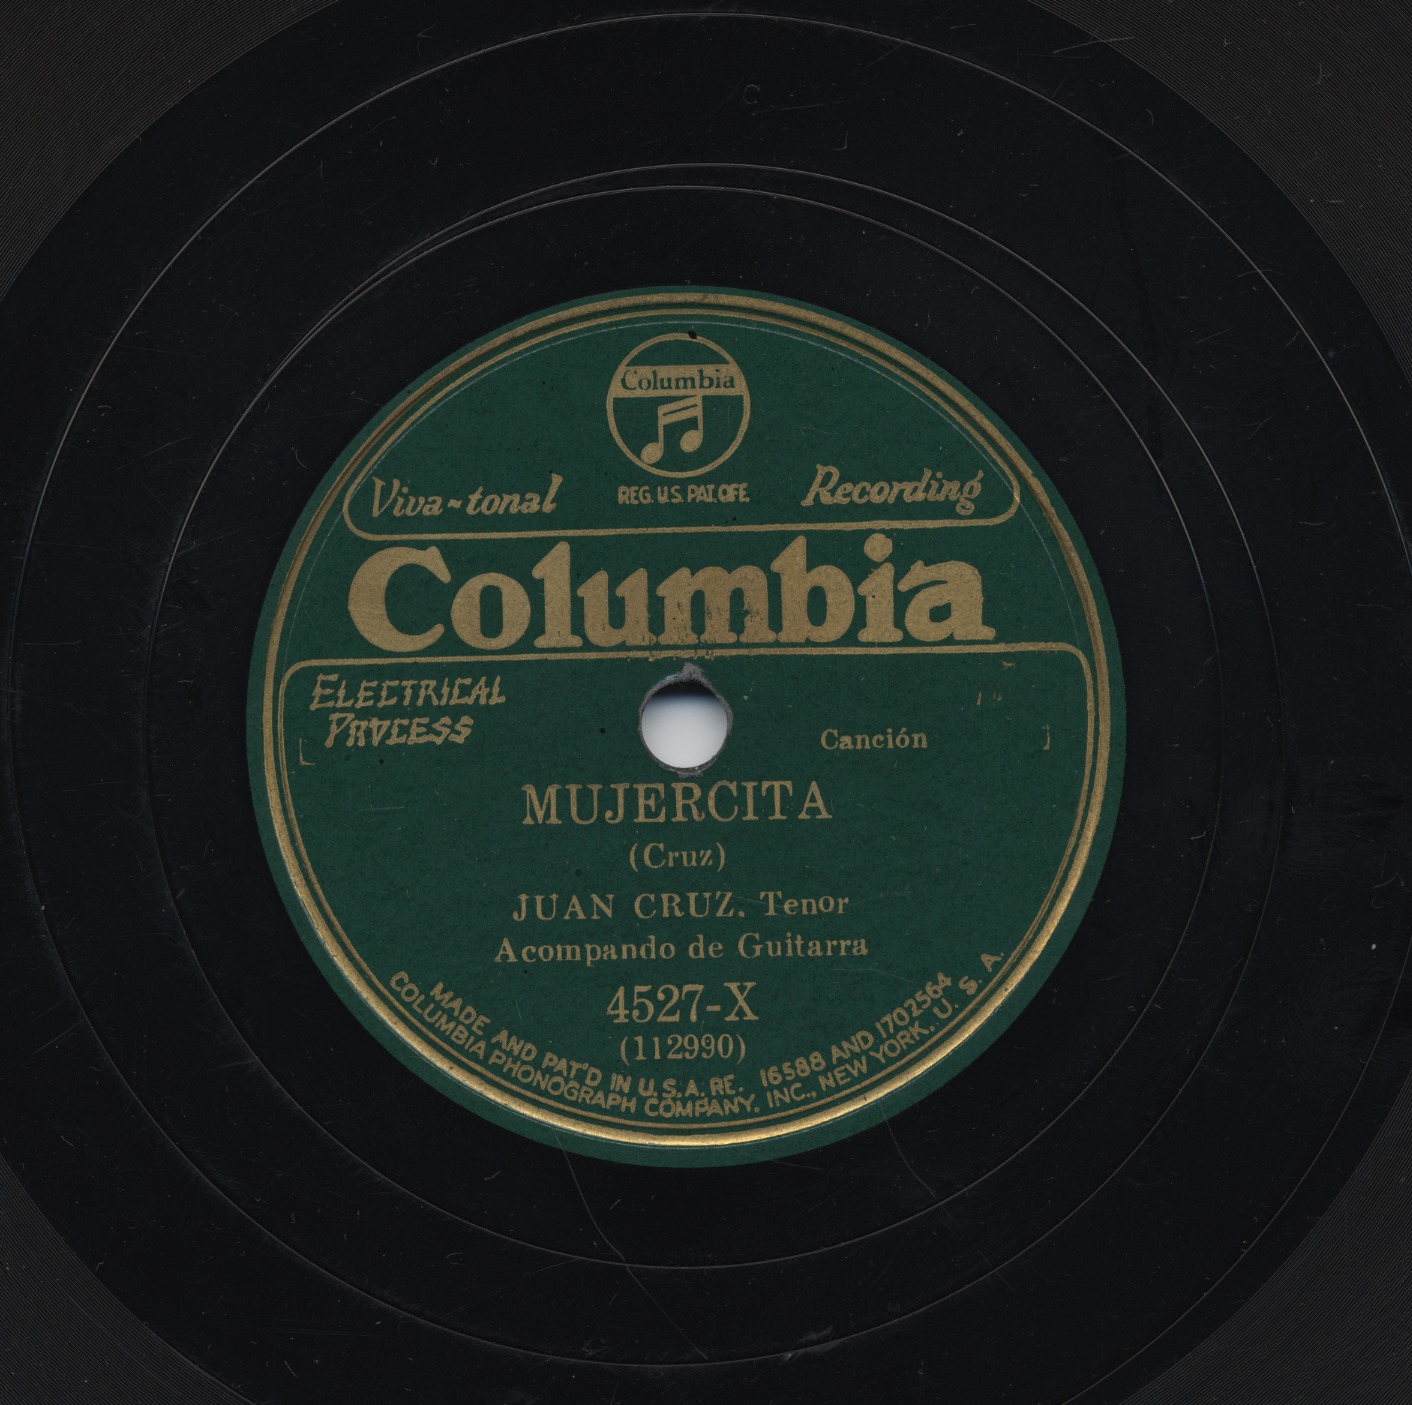 Columbia
REG. U.S. PAT. OFF.
Viva-tonal Recording
Columbia
ELECTRICAL
PROCESS
Canción
MUJERCITA
(Cruz)
JUAN CRUZ. Tenor
Acompando de Guitarra
4527-X
(112990)
MADE AND PAT'D IN U.S.A. RE. 16588 AND 1702564
COLUMBIA PHONOGRAPH COMPANY, INC., NEW YORK, U. S. A.